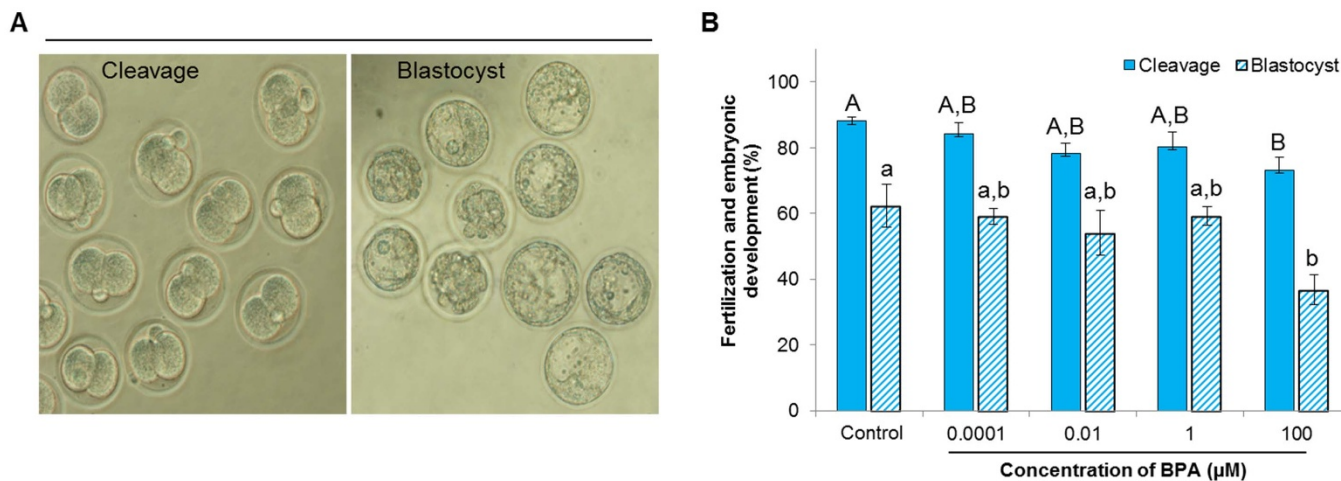 A
Cleavage
Blastocyst
B
Cleavage Blastocyst
Fertilization and embryonic
development (%)
100
80
60
40
20
0
A
a
A,B
a,b
A,B
a,b
A,B
a,b
B
b
Control 0.0001 0.01 1 100
Concentration of BPA (µM)